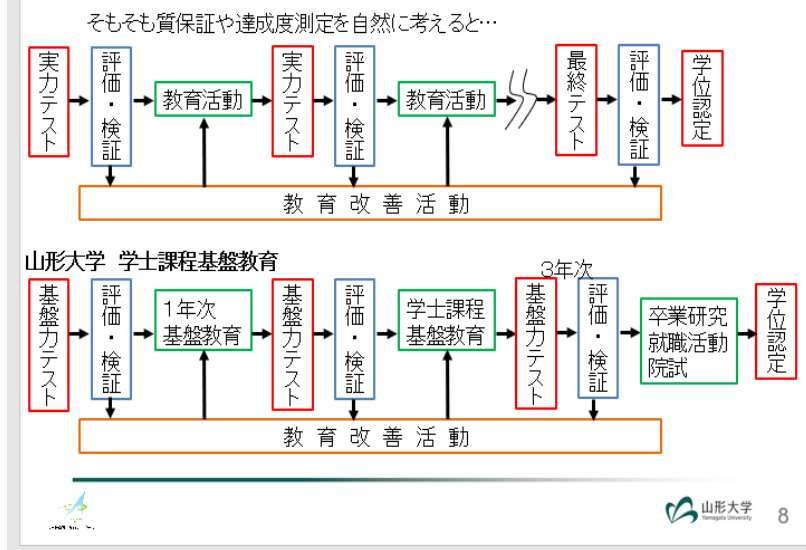 そもそも質保証や達成度測定を自然に考えると…
実力テスト
評価・検証
教育活動
実力テスト
評価・検証
教育活動
最終テスト
評価・検証
学位認定
教育改善活動
山形大学 学士課程基盤教育
3年次
基盤力テスト
評価・検証
1年次
基盤教育
基盤力テスト
評価・検証
学士課程
基盤教育
基盤力テスト
評価・検証
卒業研究
就職活動
院試
学位認定
教育改善活動
山形大学
Yamagata University
8